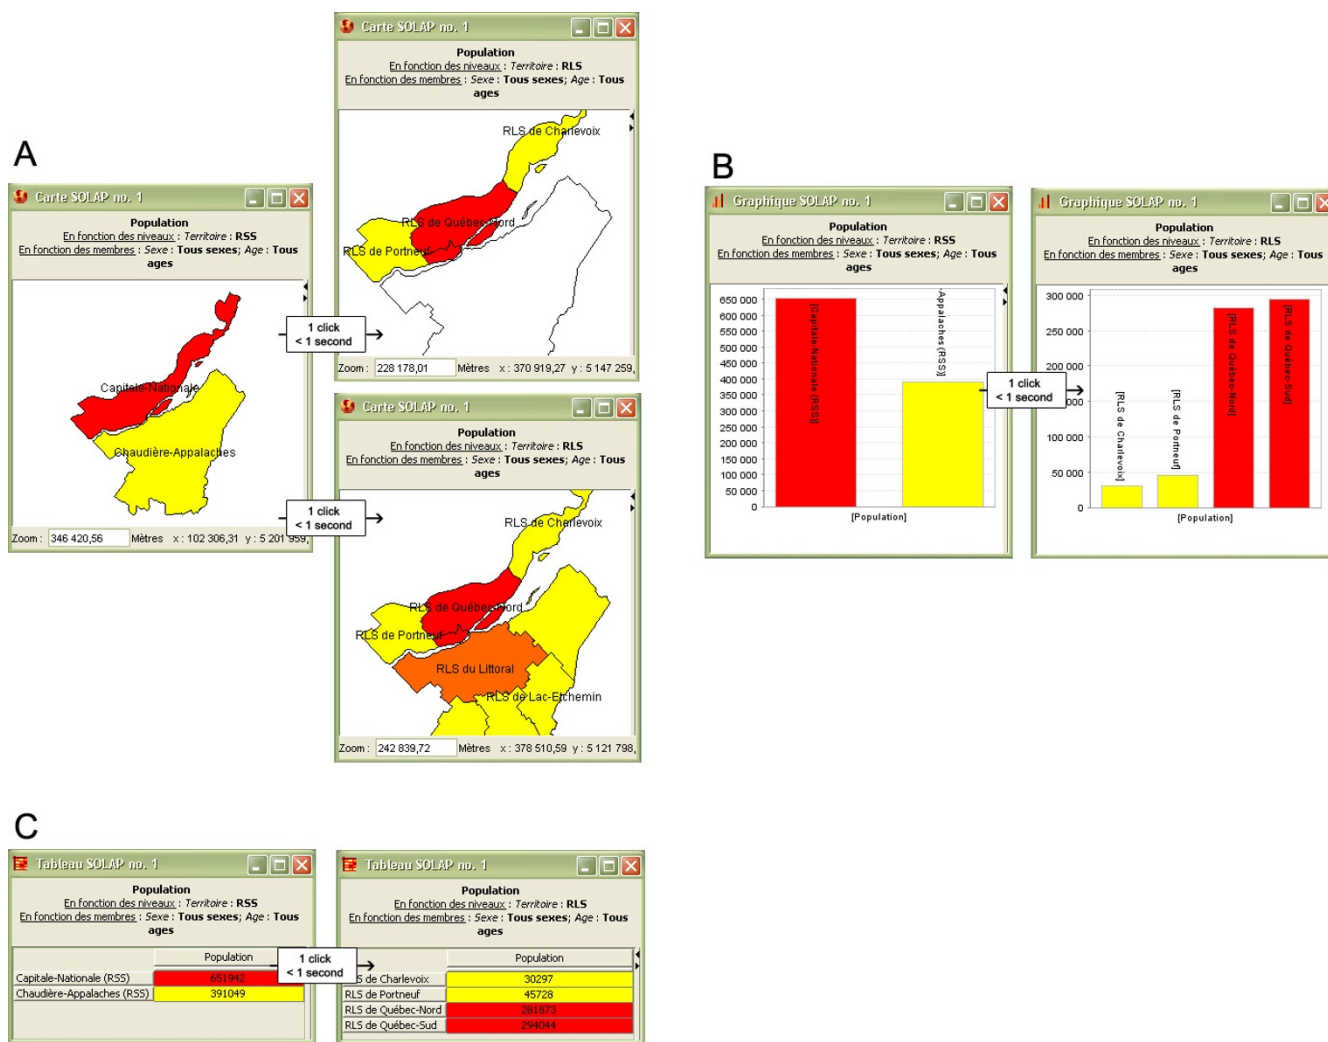 A
Carte SOLAP no. 1
Population
En fonction des niveaux : Territoire : RSS
En fonction des membres : Sexe : Tous sexes; Age : Tous
ages
Capitale-Nationale
Chaudière-Appalaches
Zoom : 346 420,56 Mètres x : 102 306,31 y : 5 201 959,
1 click
< 1 second
Carte SOLAP no. 1
Population
En fonction des niveaux : Territoire : RLS
En fonction des membres : Sexe : Tous sexes; Age : Tous
ages
RLS de Charlevoix
RLS de Québec-Nord
RLS de Portneuf
Zoom : 228 178,01 Mètres x : 370 919,27 y : 5 147 259,
1 click
< 1 second
Carte SOLAP no. 1
Population
En fonction des niveaux : Territoire : RLS
En fonction des membres : Sexe : Tous sexes; Age : Tous
ages
RLS de Charlevoix
RLS de Québec-Nord
RLS de Portneuf
RLS du Littoral
RLS de Lac-Etchemin
Zoom : 242 839,72 Mètres x : 378 510,59 y : 5 121 798,
B
Graphique SOLAP no. 1
Population
En fonction des niveaux : Territoire : RSS
En fonction des membres : Sexe : Tous sexes; Age : Tous
ages
650 000
600 000
550 000
500 000
450 000
400 000
350 000
300 000
250 000
200 000
150 000
100 000
50 000
0
[Capitale-Nationale (RSS)]
-Appalaches (RSS)]
[Population]
1 click
< 1 second
Graphique SOLAP no. 1
Population
En fonction des niveaux : Territoire : RLS
En fonction des membres : Sexe : Tous sexes; Age : Tous
ages
300 000
250 000
000
150 000
100 000
50 000
0
[RLS de Charlevoix]
[RLS de Portneuf]
[RLS de Québec-Nord]
[RLS de Québec-Sud]
[Population]
C
Tableau SOLAP no. 1
Population
En fonction des niveaux : Territoire : RSS
En fonction des membres : Sexe : Tous sexes; Age : Tous
ages
Population
Capitale-Nationale (RSS) 651942
Chaudière-Appalaches (RSS) 391049
1 click
< 1 second
Tableau SOLAP no. 1
Population
En fonction des niveaux : Territoire : RLS
En fonction des membres : Sexe : Tous sexes; Age : Tous
ages
Population
RLS de Charlevoix 30297
RLS de Portneuf 45728
RLS de Québec-Nord 281873
RLS de Québec-Sud 294044